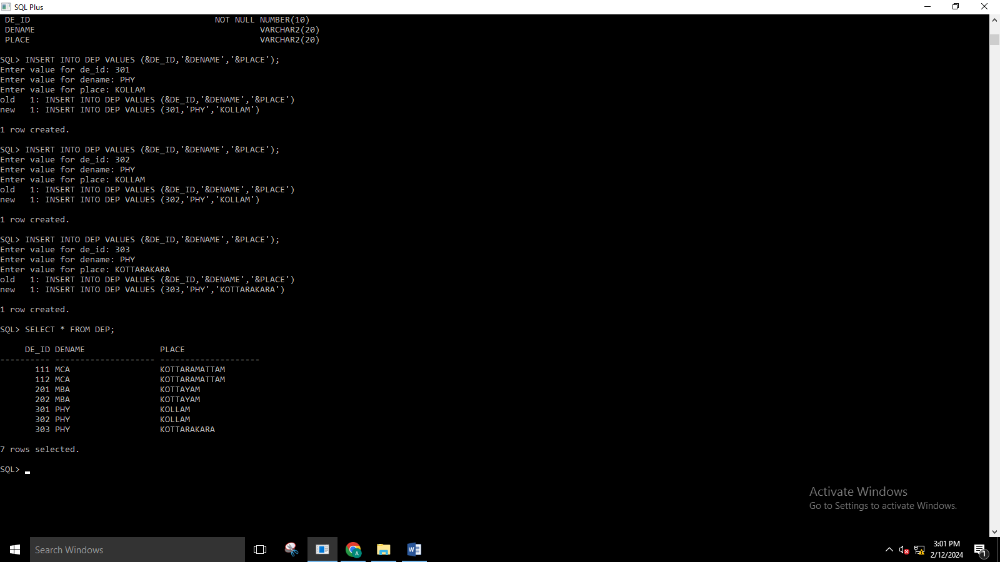 SQL Plus
DE_ID                                     NOT NULL NUMBER(10)
DENAME                                             VARCHAR2(20)
PLACE                                              VARCHAR2(20)
SQL> INSERT INTO DEP VALUES (&DE_ID,'&DENAME','&PLACE');
Enter value for de_id: 301
Enter value for dename: PHY
Enter value for place: KOLLAM
old   1: INSERT INTO DEP VALUES (&DE_ID,'&DENAME','&PLACE')
new   1: INSERT INTO DEP VALUES (301,'PHY','KOLLAM')
1 row created.
SQL> INSERT INTO DEP VALUES (&DE_ID,'&DENAME','&PLACE');
Enter value for de_id: 302
Enter value for dename: PHY
Enter value for place: KOLLAM
old   1: INSERT INTO DEP VALUES (&DE_ID,'&DENAME','&PLACE')
new   1: INSERT INTO DEP VALUES (302,'PHY','KOLLAM')
1 row created.
SQL> INSERT INTO DEP VALUES (&DE_ID,'&DENAME','&PLACE');
Enter value for de_id: 303
Enter value for dename: PHY
Enter value for place: KOTTARAKARA
old   1: INSERT INTO DEP VALUES (&DE_ID,'&DENAME','&PLACE')
new   1: INSERT INTO DEP VALUES (303,'PHY','KOTTARAKARA')
1 row created.
SQL> SELECT * FROM DEP;
     DE_ID DENAME               PLACE
---------- -------------------- --------------------
       111 MCA                  KOTTARAMATTAM
       112 MCA                  KOTTARAMATTAM
       201 MBA                  KOTTAYAM
       202 MBA                  KOTTAYAM
       301 PHY                  KOLLAM
       302 PHY                  KOLLAM
       303 PHY                  KOTTARAKARA
7 rows selected.
SQL>
Activate Windows
Go to Settings to activate Windows.
Search Windows
A
W
3:01 PM
2/12/2024
1